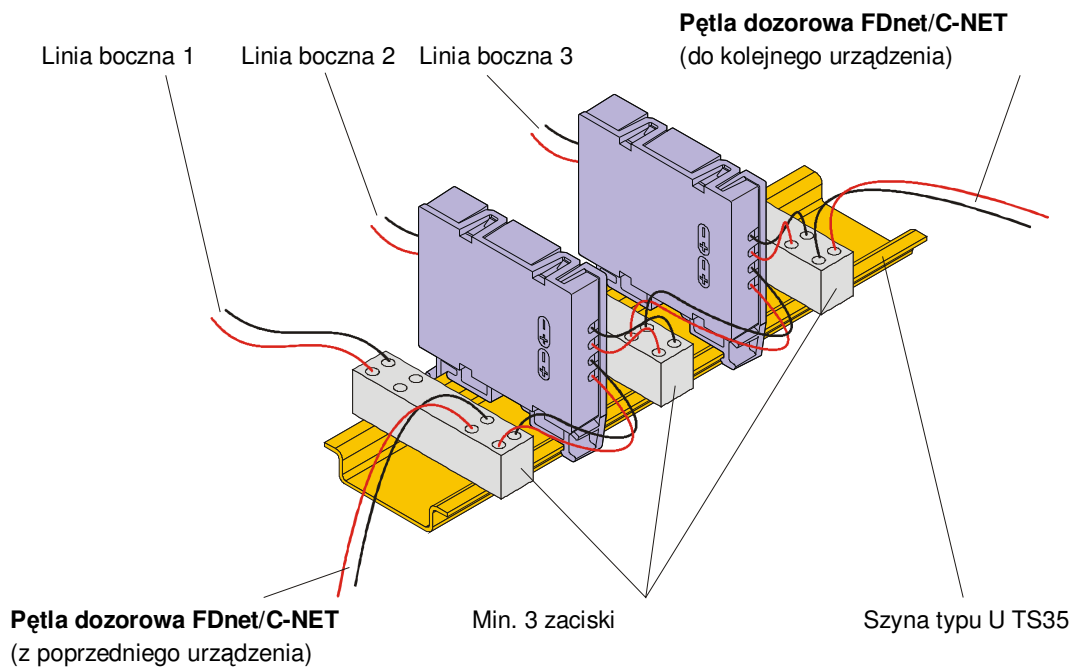 Pętla dozorowa FDnet/C-NET
(do kolejnego urządzenia)
Linia boczna 1
Linia boczna 2
Linia boczna 3
Pętla dozorowa FDnet/C-NET
(z poprzedniego urządzenia)
Min. 3 zaciski
Szyna typu U TS35